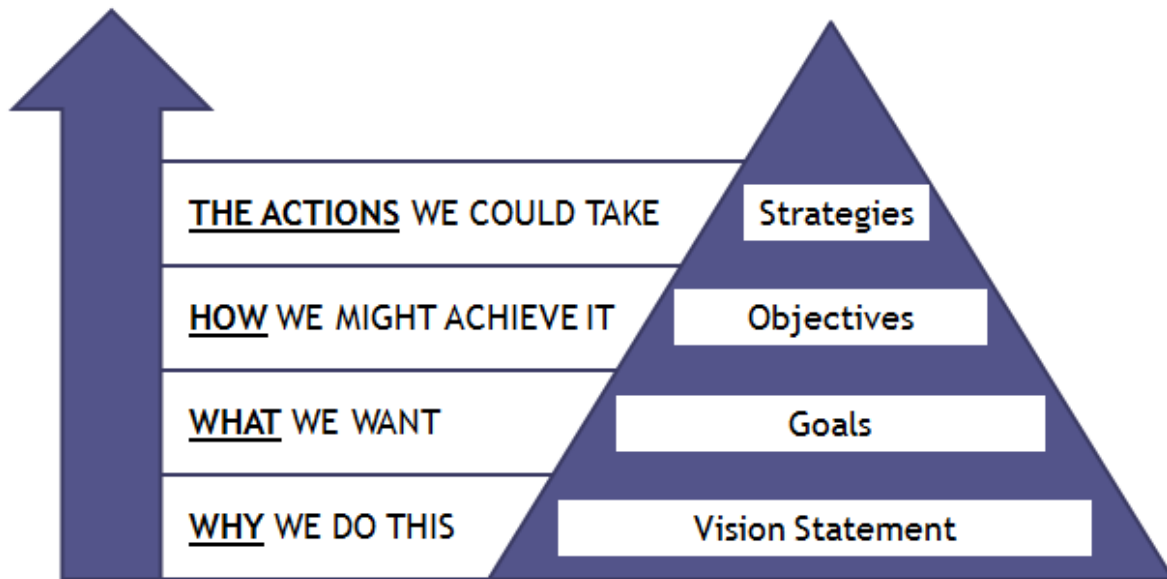 THE ACTIONS WE COULD TAKE
Strategies
HOW WE MIGHT ACHIEVE IT
Objectives
WHAT WE WANT
Goals
WHY WE DO THIS
Vision Statement